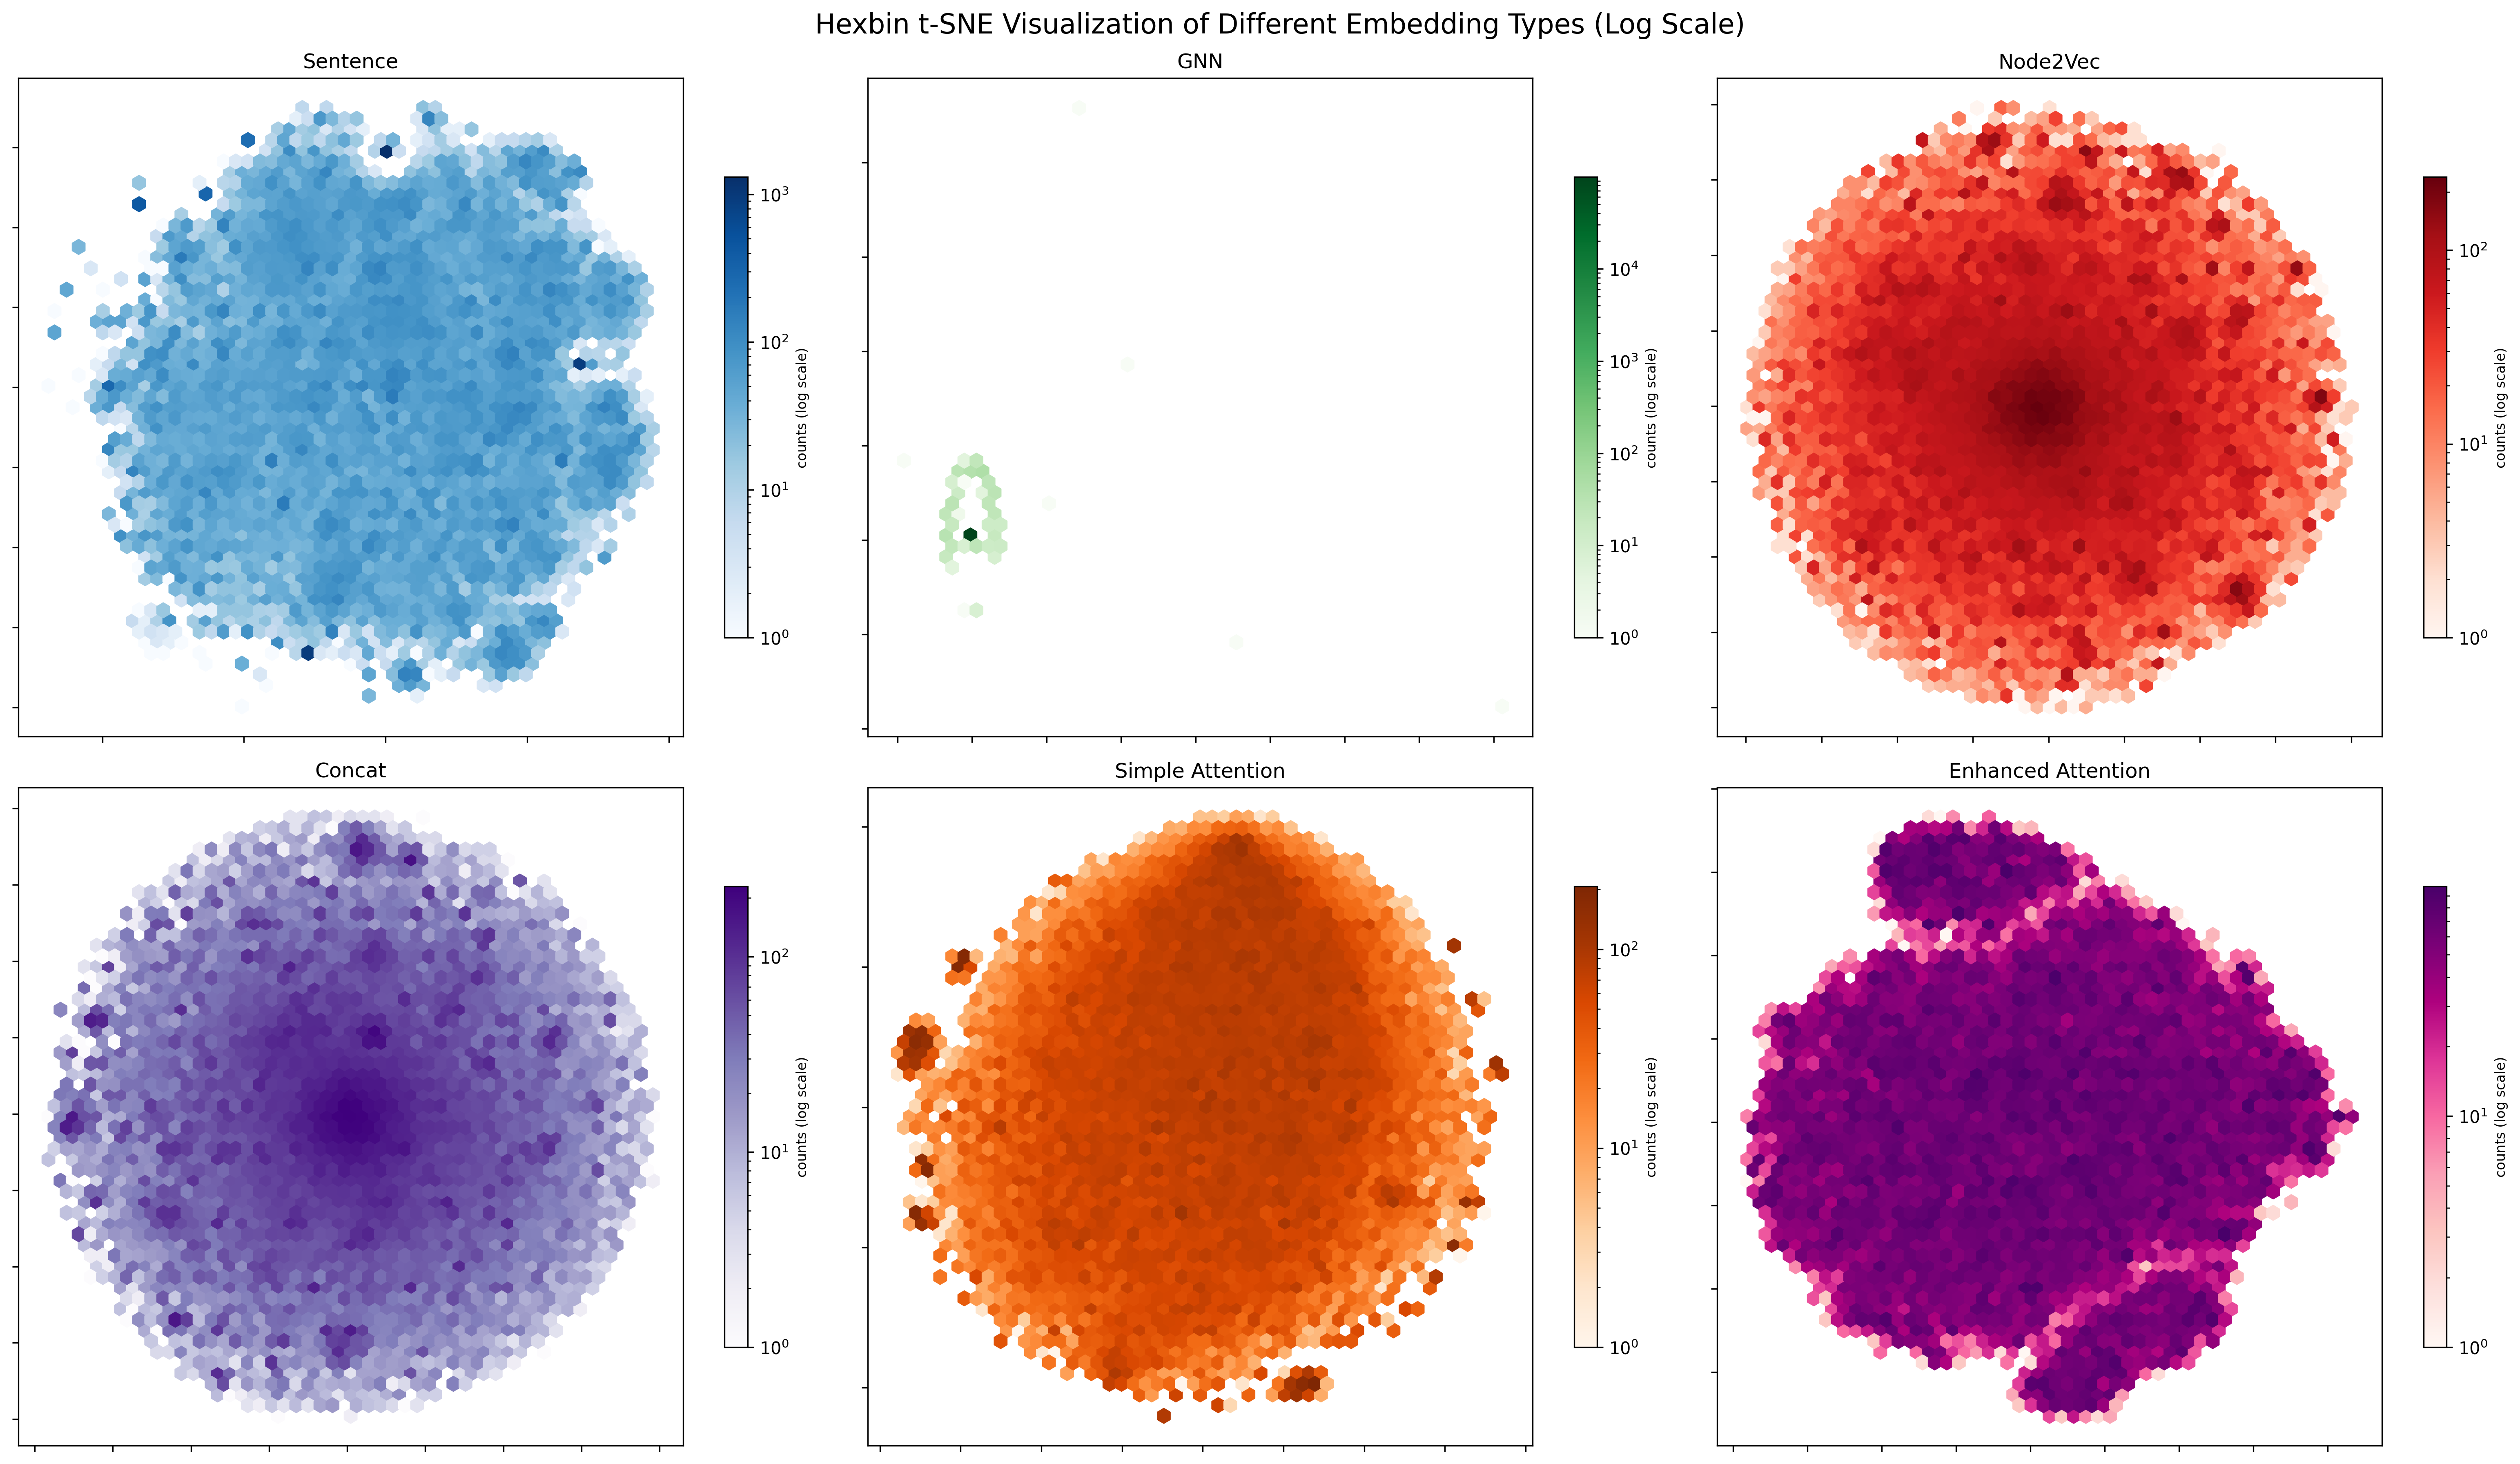 Hexbin t-SNE Visualization of Different Embedding Types (Log Scale)
Sentence
10³
10²
10¹
10⁰
counts (log scale)
GNN
10⁴
10³
10²
10¹
10⁰
counts (log scale)
Node2Vec
10²
10¹
10⁰
counts (log scale)
Concat
10²
10¹
10⁰
counts (log scale)
Simple Attention
10²
10¹
10⁰
counts (log scale)
Enhanced Attention
10¹
10⁰
counts (log scale)